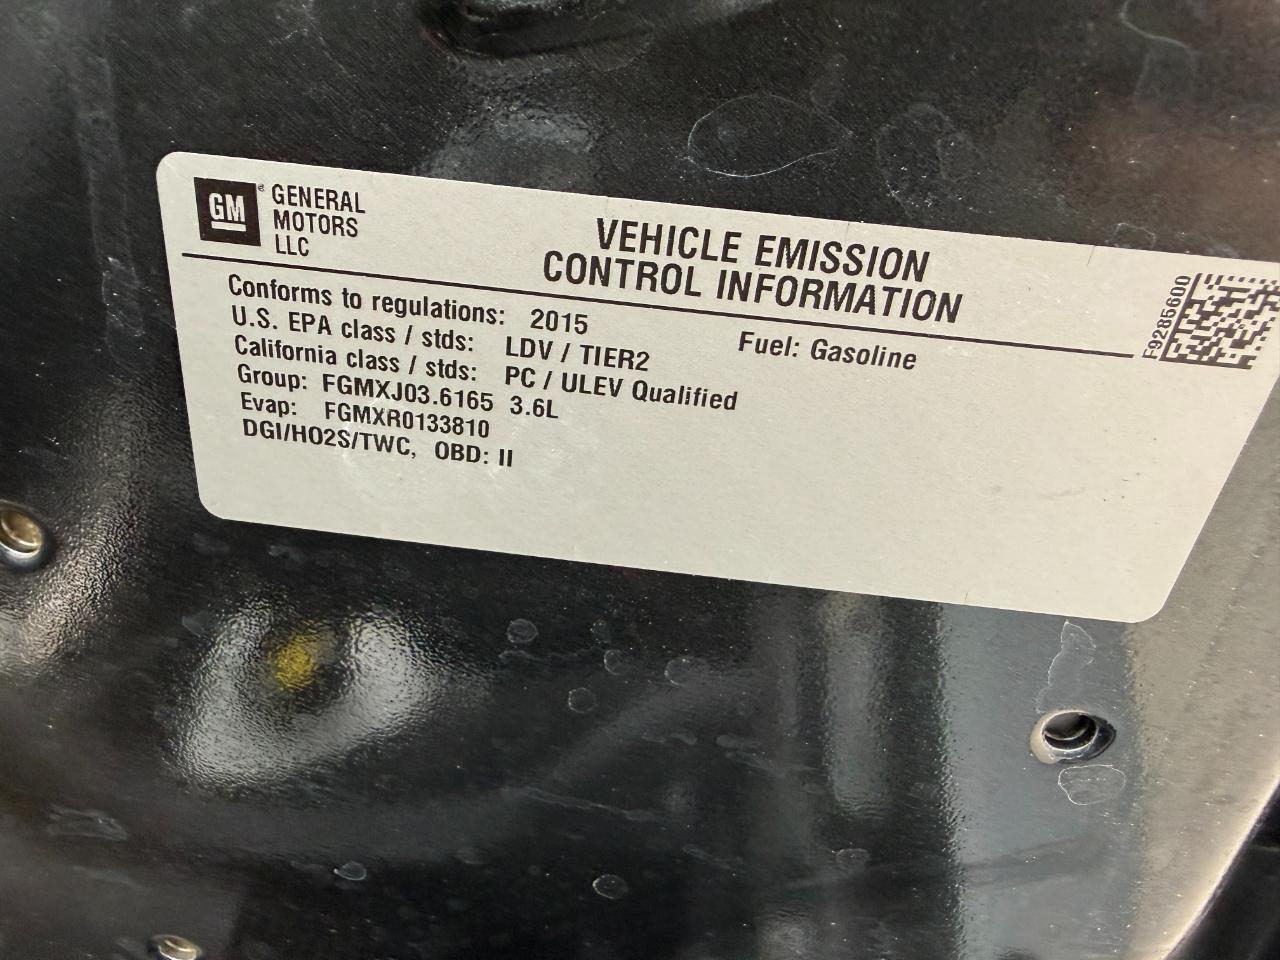 GM
GENERAL
MOTORS
LLC
VEHICLE EMISSION
CONTROL INFORMATION
Conforms to regulations: 2015
Fuel: Gasoline
U.S. EPA class / stds: LDV / TIER2
California class / stds: PC / ULEV Qualified
Group: FGMXJ03.6165 3.6L
Evap: FGMXR0133810
DGI/HO2S/TWC, OBD: II
F9285600